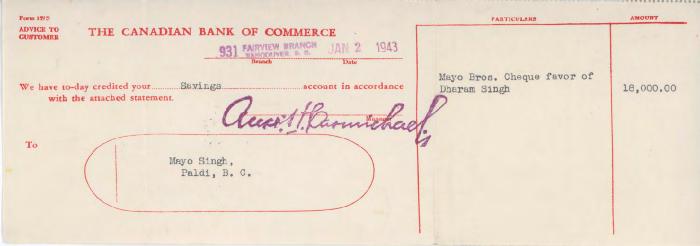 Form 
ADVICE TO
CUSTOMER
THE CANADIAN BANK OF COMMERCE
931 FAIRVIEW BRANCH
VANCOUVER, B. C.
JAN 2 1943
Branch Date
We have to-day credited your Savings account in accordance
with the attached statement.
Manager
To
Mayo Singh,
Paldi, B. C.
PARTICULARS AMOUNT
Mayo Bros. Cheque favor of
Dharam Singh 18,000.00